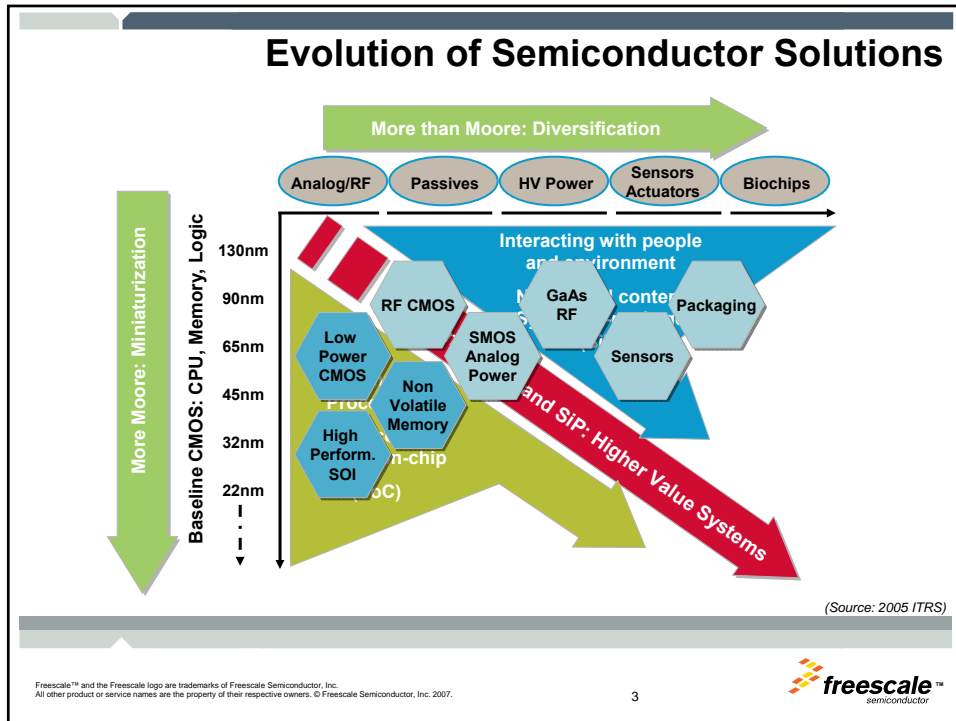 Evolution of Semiconductor Solutions
More than Moore: Diversification
Analog/RF
Passives
HV Power
Sensors
Actuators
Biochips
More Moore: Miniaturization
Baseline CMOS: CPU, Memory, Logic
130nm
90nm
65nm
45nm
32nm
22nm
Interacting with people
and environment
RF CMOS
GaAs
RF
Packaging
Low
Power
CMOS
SMOS
Analog
Power
Sensors
Non
Volatile
Memory
High
Perform.
SOI
and SiP: Higher Value Systems
(Source: 2005 ITRS)
Freescale™ and the Freescale logo are trademarks of Freescale Semiconductor, Inc.
All other product or service names are the property of their respective owners. © Freescale Semiconductor, Inc. 2007.
3
freescale ™
semiconductor